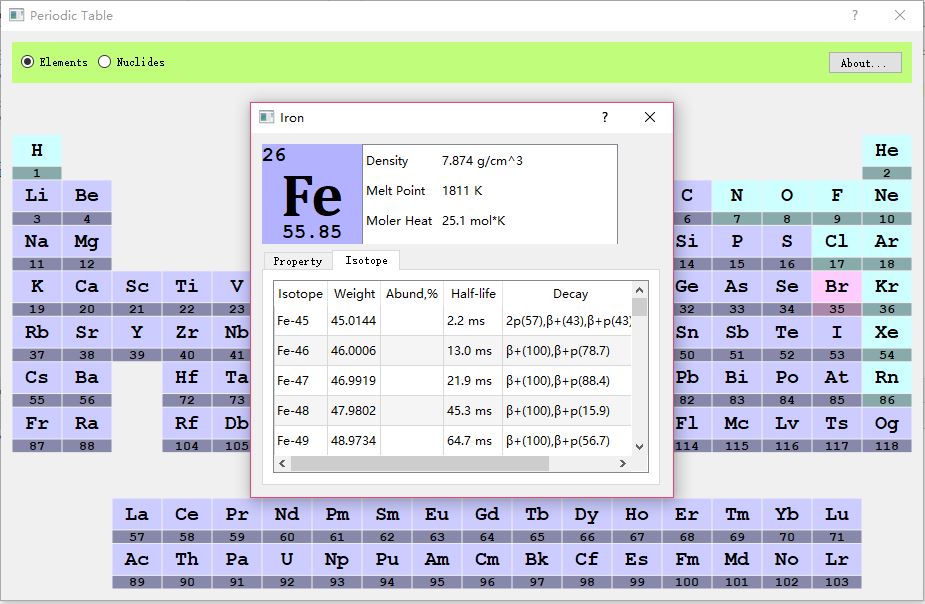 Periodic Table ?
Elements Nuclides About...
Iron ?
26
Fe
55.85
Density 7.874 g/cm^3
Melt Point 1811 K
Moler Heat 25.1 mol*K
Property Isotope
Isotope Weight Abund,% Half-life Decay
Fe-45 45.0144 2.2 ms 2p(57),β+(43),β+p(43)
Fe-46 46.0006 13.0 ms β+(100),β+p(78.7)
Fe-47 46.9919 21.9 ms β+(100),β+p(88.4)
Fe-48 47.9802 45.3 ms β+(100),β+p(15.9)
Fe-49 48.9734 64.7 ms β+(100),β+p(56.7)
H He
1 2
Li Be C N O F Ne
3 4 6 7 8 9 10
Na Mg Si P S Cl Ar
11 12 14 15 16 17 18
K Ca Sc Ti V Ge As Se Br Kr
19 20 21 22 23 32 33 34 35 36
Rb Sr Y Zr Nb Sn Sb Te I Xe
37 38 39 40 41 50 51 52 53 54
Cs Ba Hf Ta Pb Bi Po At Rn
55 56 72 73 82 83 84 85 86
Fr Ra Rf Db Fl Mc Lv Ts Og
87 88 104 105 114 115 116 117 118
La Ce Pr Nd Pm Sm Eu Gd Tb Dy Ho Er Tm Yb Lu
57 58 59 60 61 62 63 64 65 66 67 68 69 70 71
Ac Th Pa U Np Pu Am Cm Bk Cf Es Fm Md No Lr
89 90 91 92 93 94 95 96 97 98 99 100 101 102 103